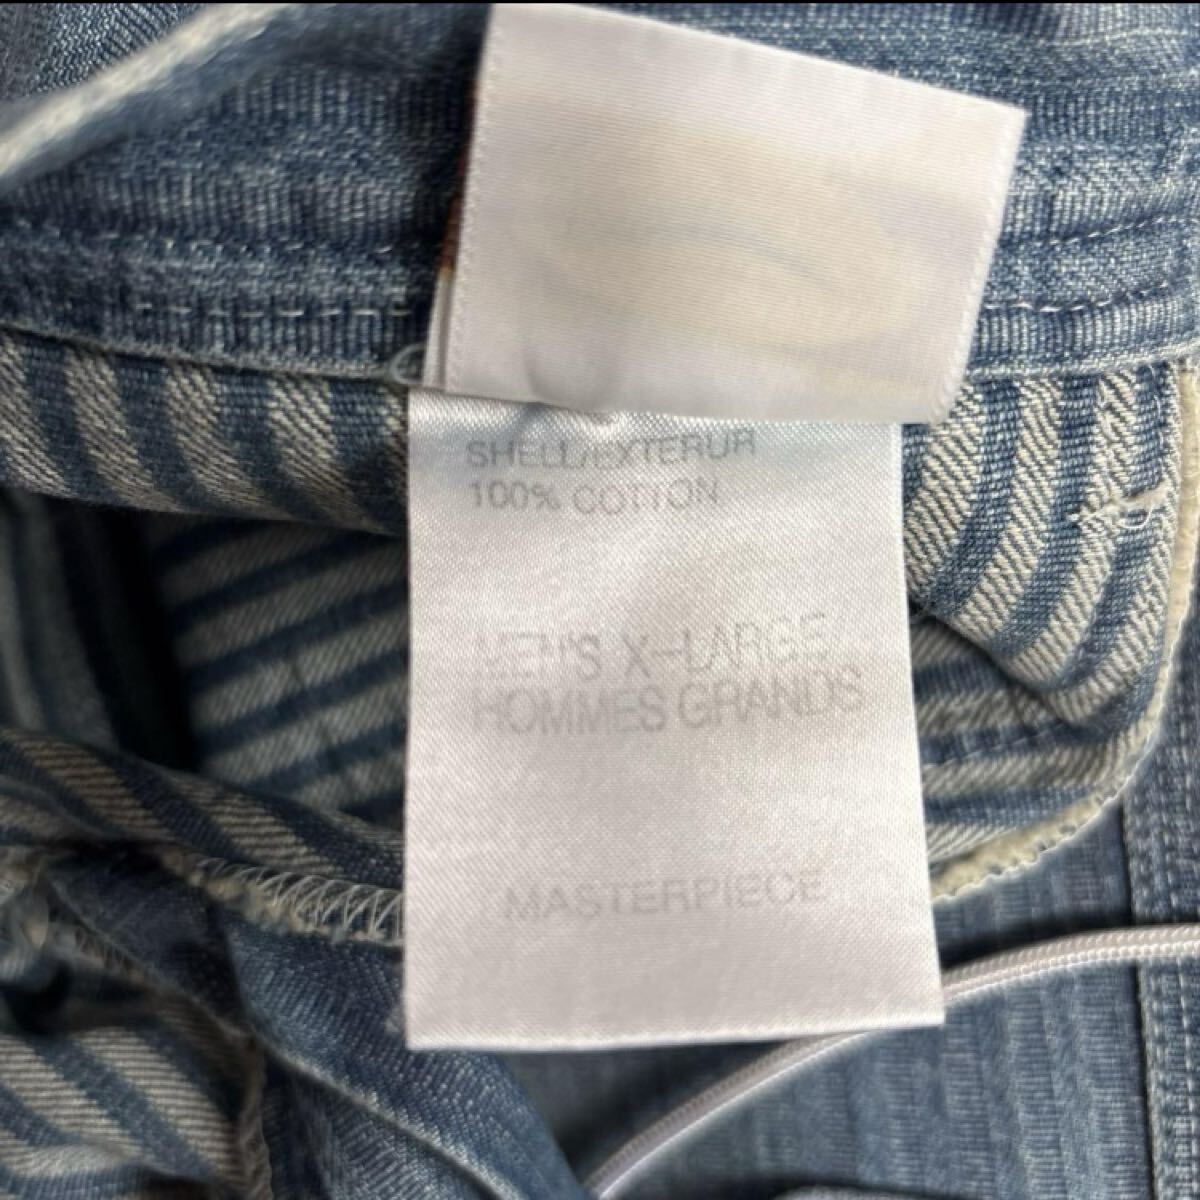 SHELL/EXTERUR
100% COTTON
MEN'S X-LARGE
HOMMES GRANDS
MASTERPIECE